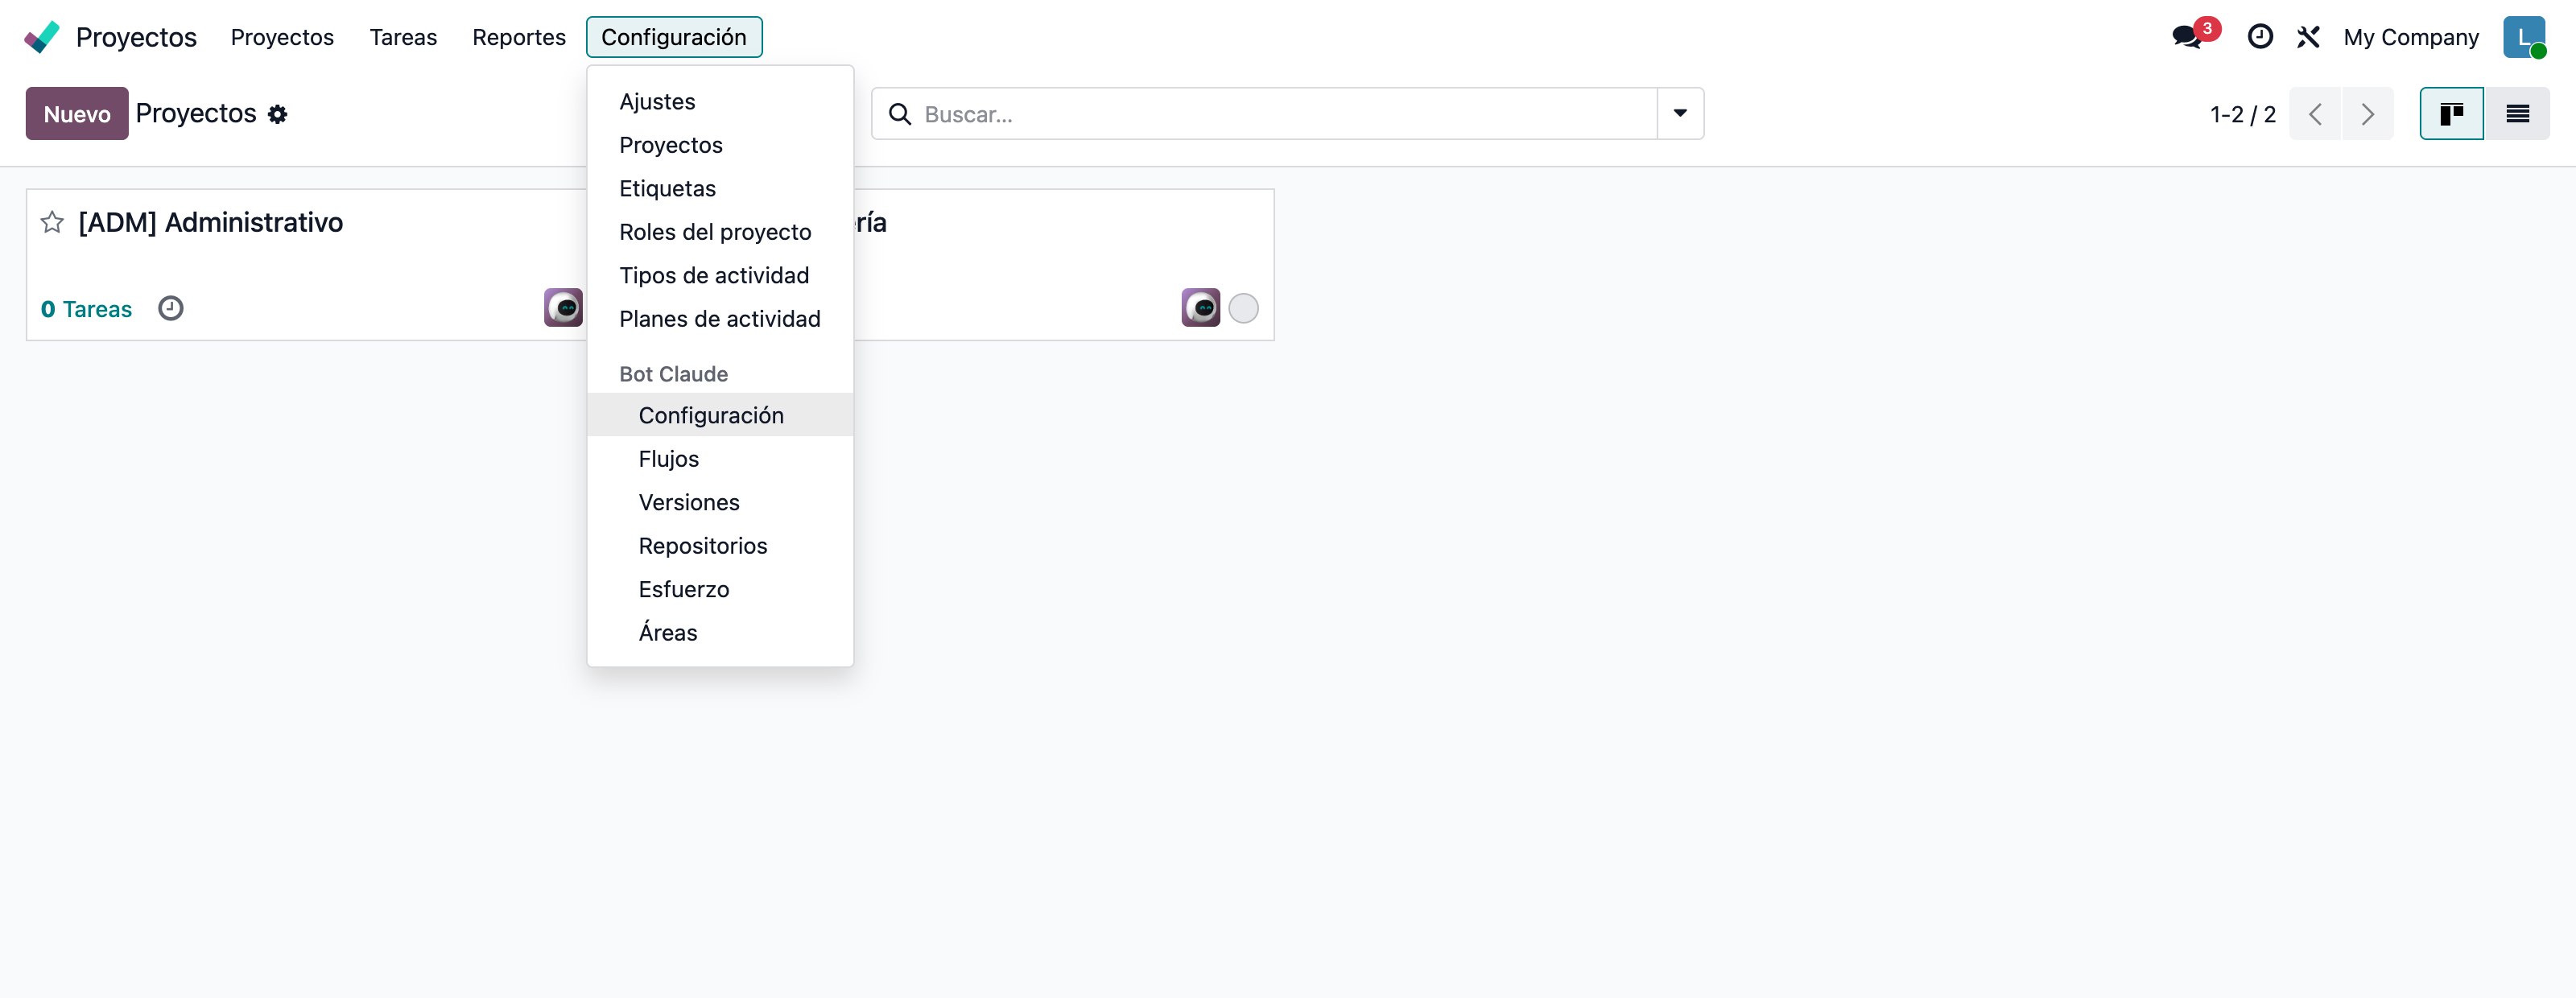 Proyectos Proyectos Tareas Reportes Configuración 3 My Company L
Nuevo Proyectos Buscar... 1-2 / 2
Ajustes
Proyectos
Etiquetas
Roles del proyecto
Tipos de actividad
Planes de actividad
Bot Claude
Configuración
Flujos
Versiones
Repositorios
Esfuerzo
Áreas
[ADM] Administrativo
0 Tareas
ría